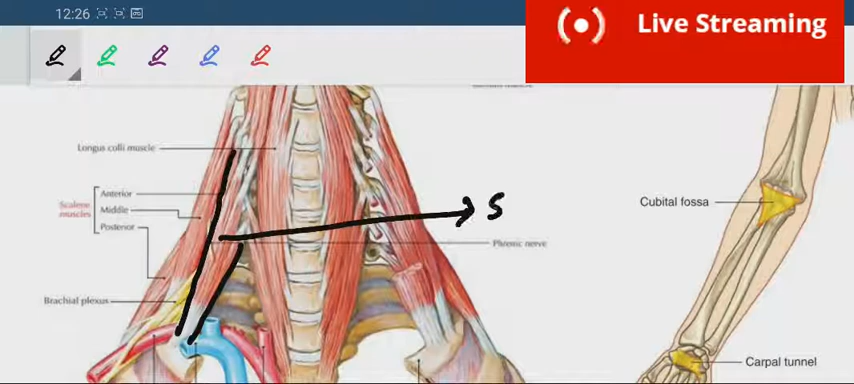 12:26
Live Streaming
Longus colli muscle
Scalene muscles
Anterior
Middle
Posterior
Brachial plexus
S
Phrenic nerve
Cubital fossa
Carpal tunnel